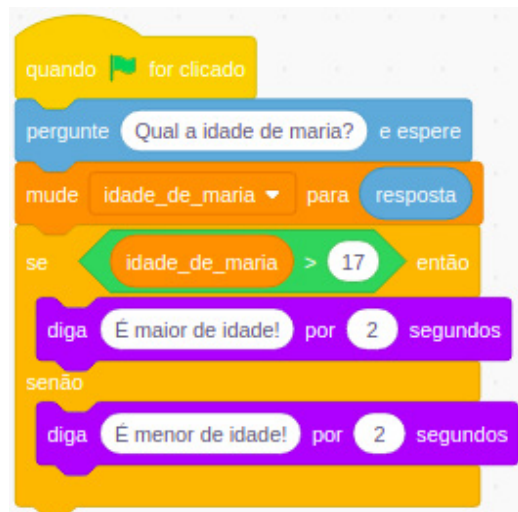 quando for clicado
pergunte Qual a idade de maria? e espere
mude idade_de_maria para resposta
se idade_de_maria > 17 então
diga É maior de idade! por 2 segundos
senão
diga É menor de idade! por 2 segundos